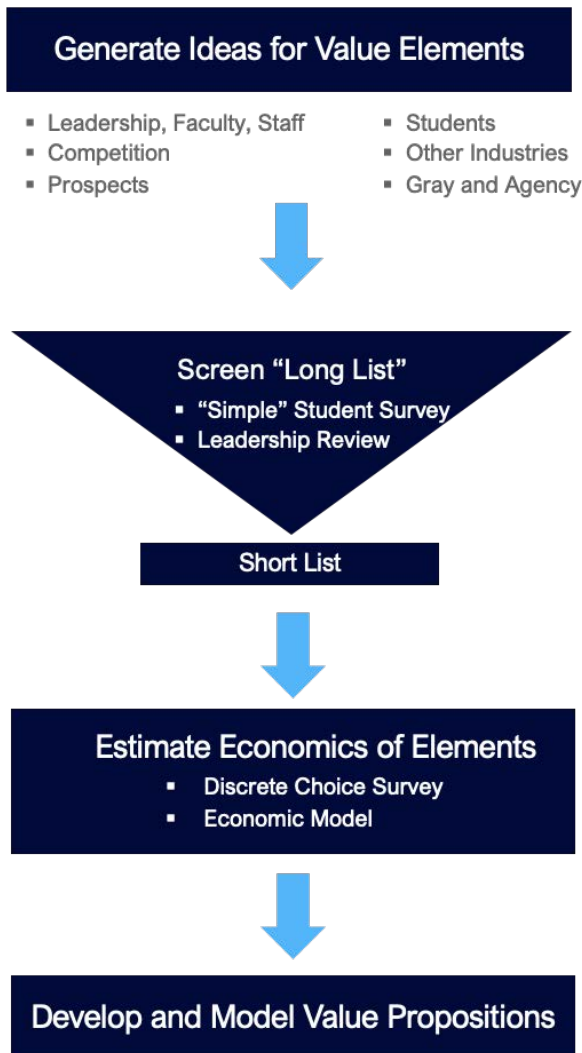 Generate Ideas for Value Elements
▪ Leadership, Faculty, Staff
▪ Competition
▪ Prospects
▪ Students
▪ Other Industries
▪ Gray and Agency
Screen “Long List”
▪ “Simple” Student Survey
▪ Leadership Review
Short List
Estimate Economics of Elements
▪ Discrete Choice Survey
▪ Economic Model
Develop and Model Value Propositions